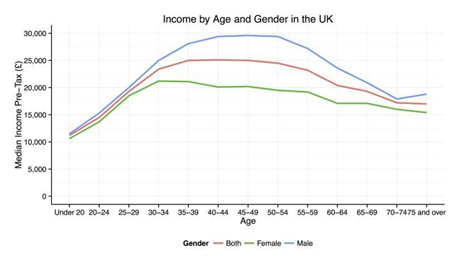 Income by Age and Gender in the UK
30,000
25,000
20,000
15,000
10,000
5,000
0
Median Income Pre-Tax (£)
Under 20 20–24 25–29 30–34 35–39 40–44 45–49 50–54 55–59 60–64 65–69 70–7475 and over
Age
Gender Both Female Male